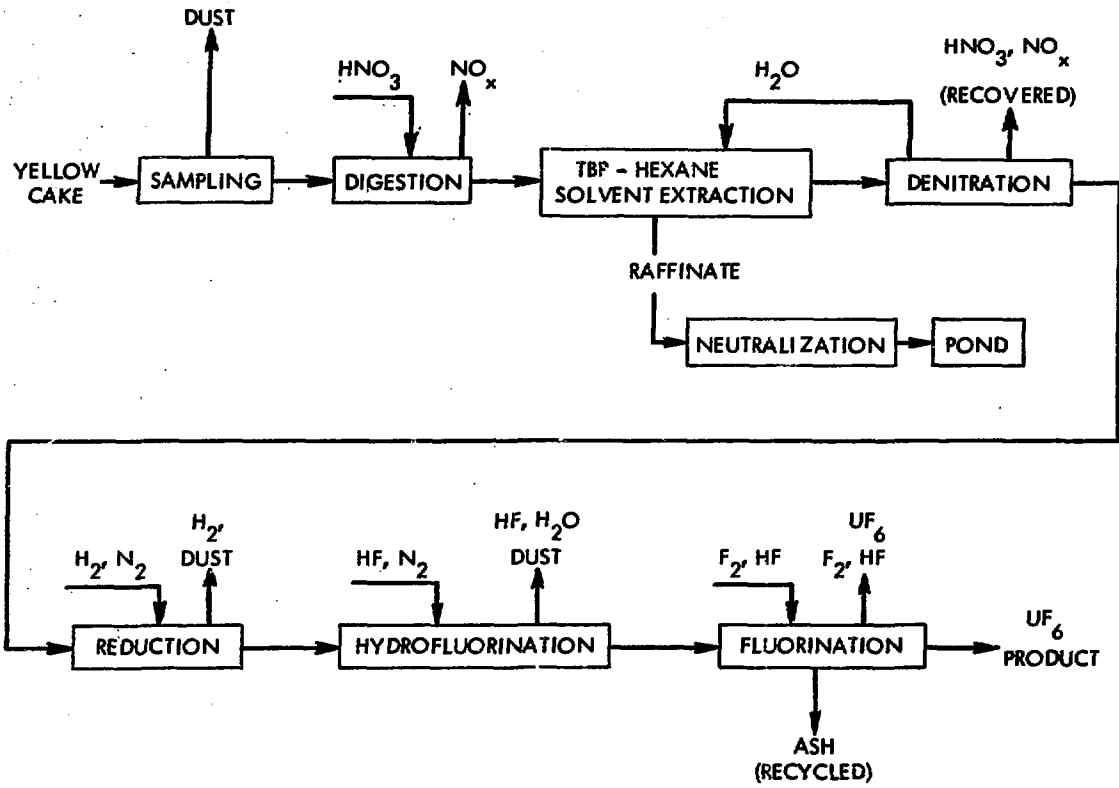 DUST
HNO3
NOx
H2O
HNO3, NOx
(RECOVERED)
YELLOW
CAKE
SAMPLING
DIGESTION
TBP - HEXANE
SOLVENT EXTRACTION
DENITRATION
RAFFINATE
NEUTRALIZATION
POND
H2, N2
H2,
DUST
HF, N2
HF, H2O
DUST
F2, HF
UF6
F2, HF
REDUCTION
HYDROFLUORINATION
FLUORINATION
UF6
PRODUCT
ASH
(RECYCLED)